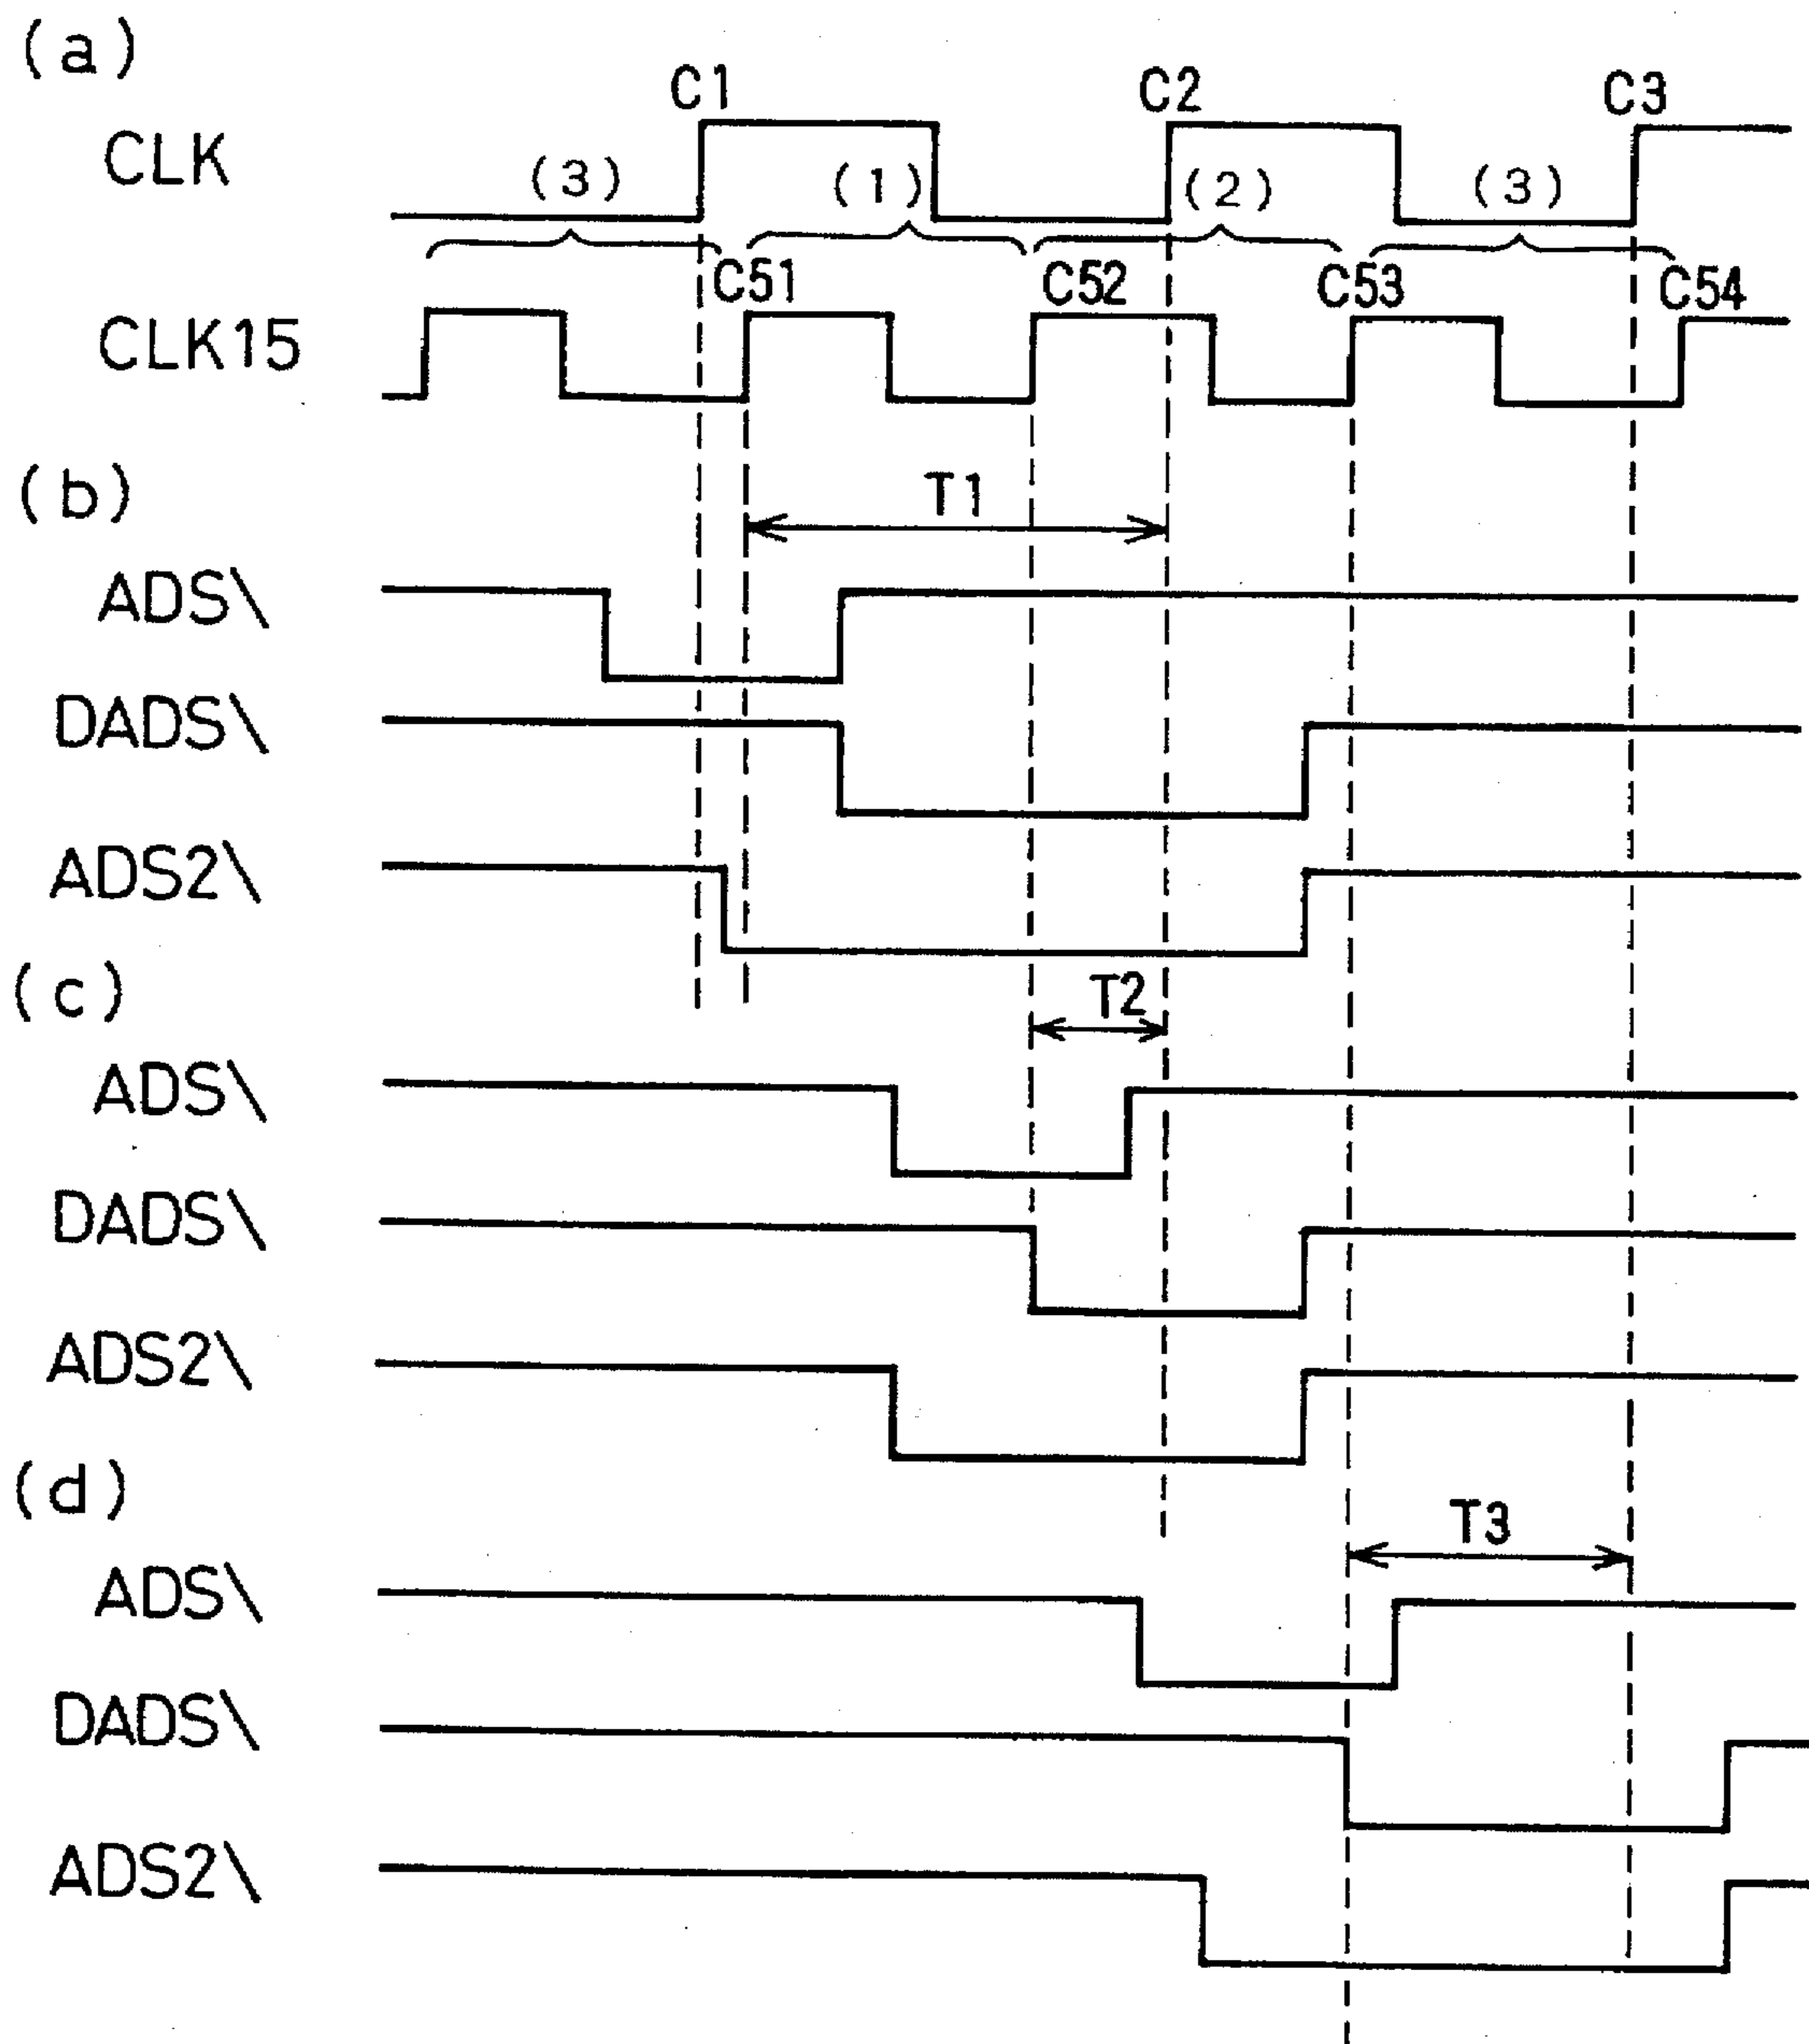 (a)
C1 C2 C3
CLK
(3) (1) (2) (3)
C51 C52 C53 C54
CLK15
(b)
T1
ADS\
DADS\
ADS2\
(c)
T2
ADS\
DADS\
ADS2\
(d)
T3
ADS\
DADS\
ADS2\